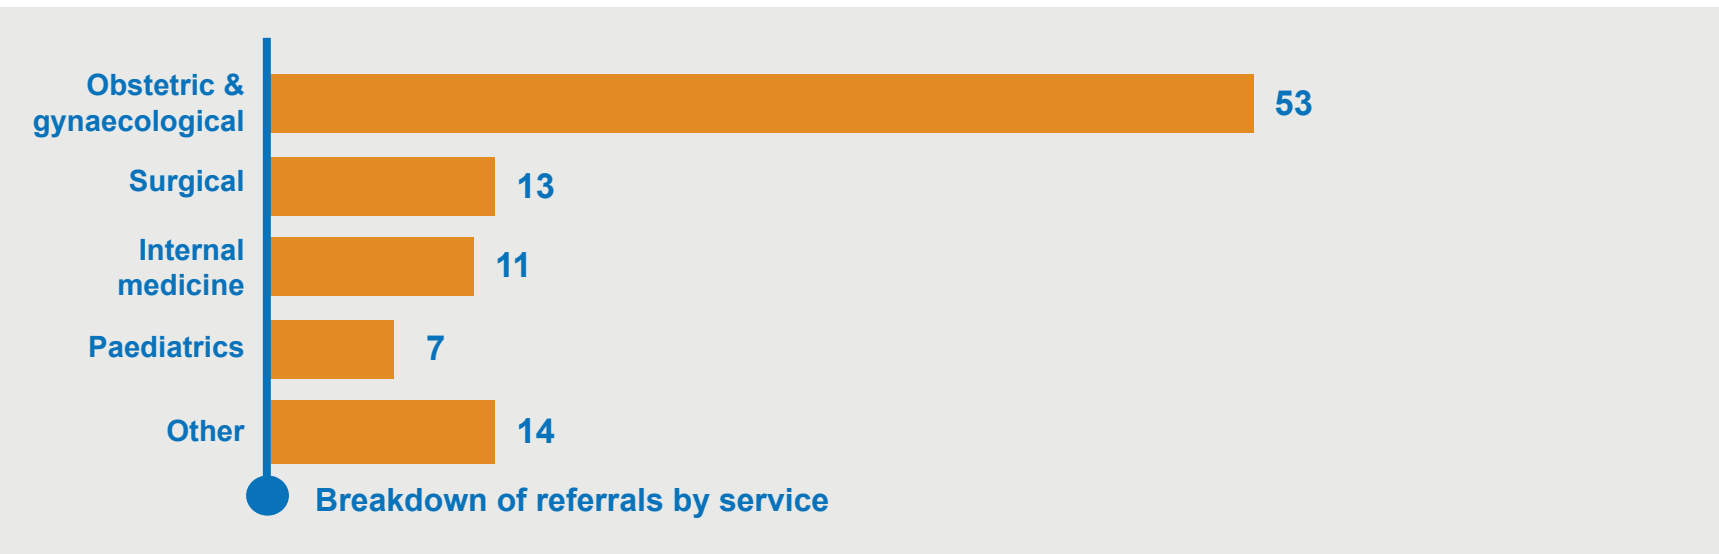 Obstetric &
gynaecological
53
Surgical
13
Internal
medicine
11
Paediatrics
7
Other
14
Breakdown of referrals by service